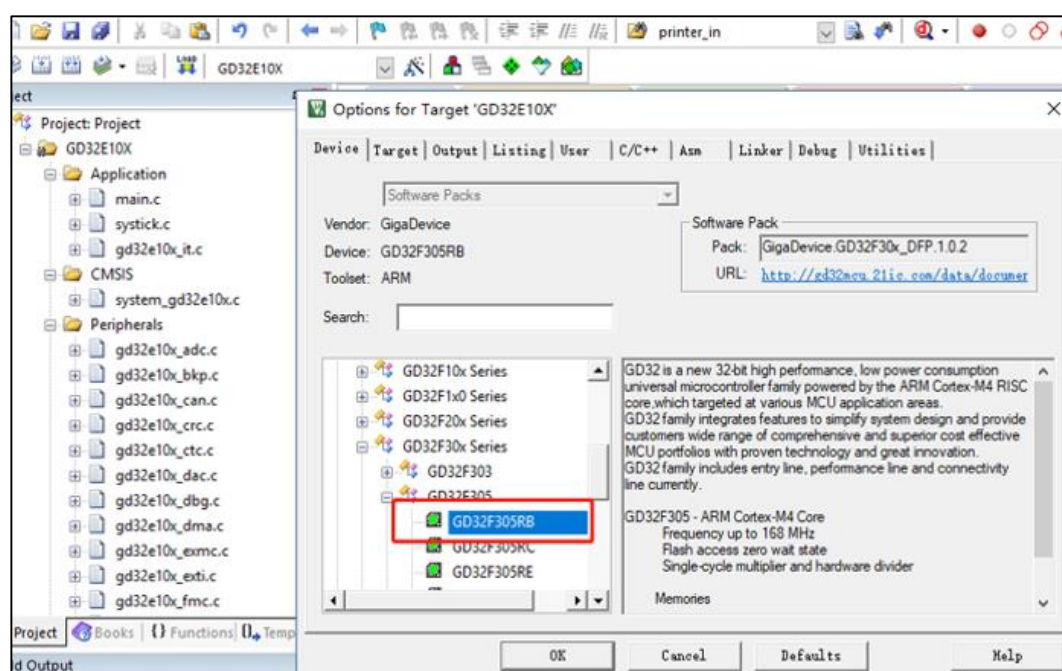 printer_in
GD32E10X
ect
Project: Project
GD32E10X
Application
main.c
systick.c
gd32e10x_it.c
CMSIS
system_gd32e10x.c
Peripherals
gd32e10x_adc.c
gd32e10x_bkp.c
gd32e10x_can.c
gd32e10x_crc.c
gd32e10x_ctc.c
gd32e10x_dac.c
gd32e10x_dbg.c
gd32e10x_dma.c
gd32e10x_exmc.c
gd32e10x_exti.c
gd32e10x_fmc.c
Project Books {} Functions Temp
d Output
Options for Target 'GD32E10X'
Device Target Output Listing User C/C++ Asm Linker Debug Utilities
Software Packs
Vendor: GigaDevice
Device: GD32F305RB
Toolset: ARM
Search:
Software Pack
Pack: GigaDevice.GD32F30x_DFP.1.0.2
URL: http://gd32mcu.21ic.com/data/documer
GD32F10x Series
GD32F1x0 Series
GD32F20x Series
GD32F30x Series
GD32F303
GD32F305
GD32F305RB
GD32F305RC
GD32F305RE
GD32 is a new 32-bit high performance, low power consumption
universal microcontroller family powered by the ARM Cortex-M4 RISC
core,which targeted at various MCU application areas.
GD32 family integrates features to simplify system design and provide
customers wide range of comprehensive and superior cost effective
MCU portfolios with proven technology and great innovation.
GD32 family includes entry line, performance line and connectivity
line currently.
GD32F305 - ARM Cortex-M4 Core
Frequency up to 168 MHz
Flash access zero wait state
Single-cycle multiplier and hardware divider
Memories
OK Cancel Defaults Help